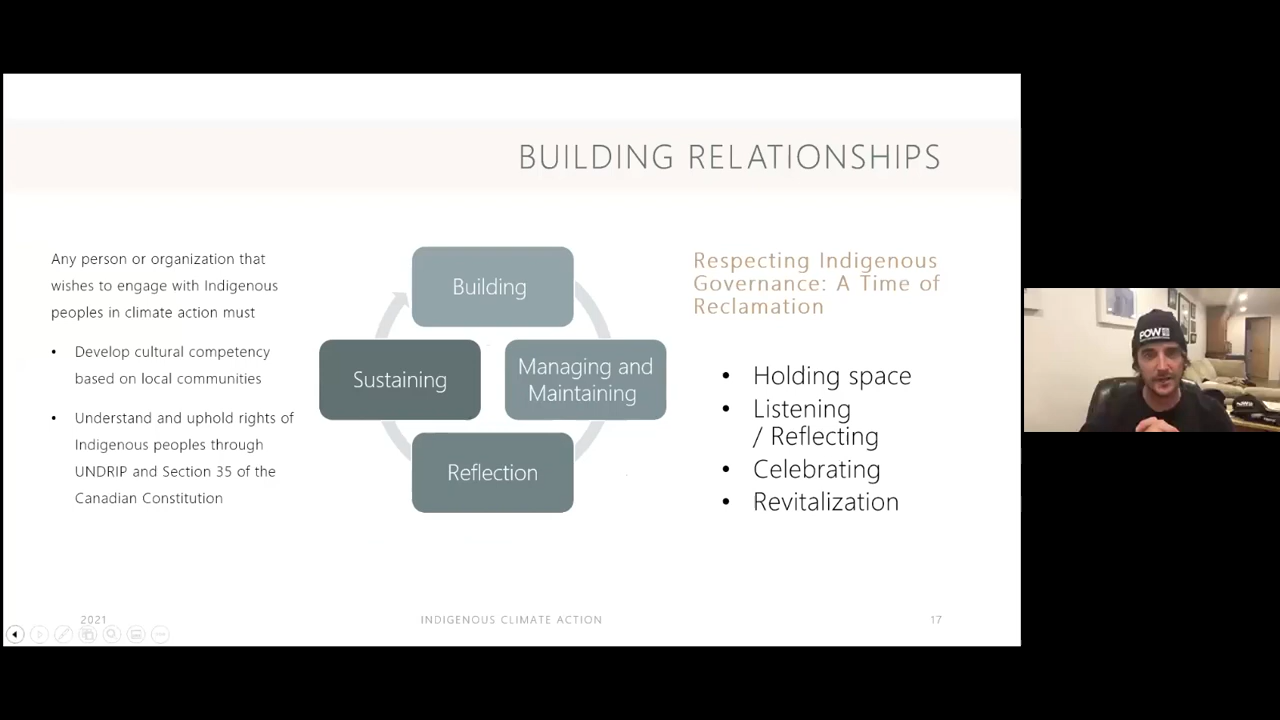 BUILDING RELATIONSHIPS
Any person or organization that
wishes to engage with Indigenous
peoples in climate action must
• Develop cultural competency
based on local communities
• Understand and uphold rights of
Indigenous peoples through
UNDRIP and Section 35 of the
Canadian Constitution
Building
Managing and
Maintaining
Reflection
Sustaining
Respecting Indigenous
Governance: A Time of
Reclamation
• Holding space
• Listening
/ Reflecting
• Celebrating
• Revitalization
2021
INDIGENOUS CLIMATE ACTION
17
POW